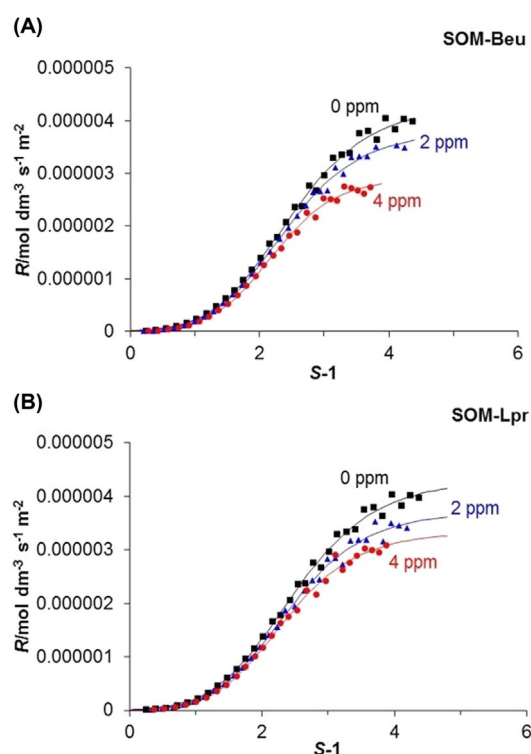 (A)
SOM-Beu
0.000005
0.000004
0.000003
0.000002
0.000001
0
R/mol dm-3 s-1 m-2
0 ppm
2 ppm
4 ppm
0 2 4 6
S-1
(B)
SOM-Lpr
0.000005
0.000004
0.000003
0.000002
0.000001
0
R/mol dm-3 s-1 m-2
0 ppm
2 ppm
4 ppm
0 2 4 6
S-1